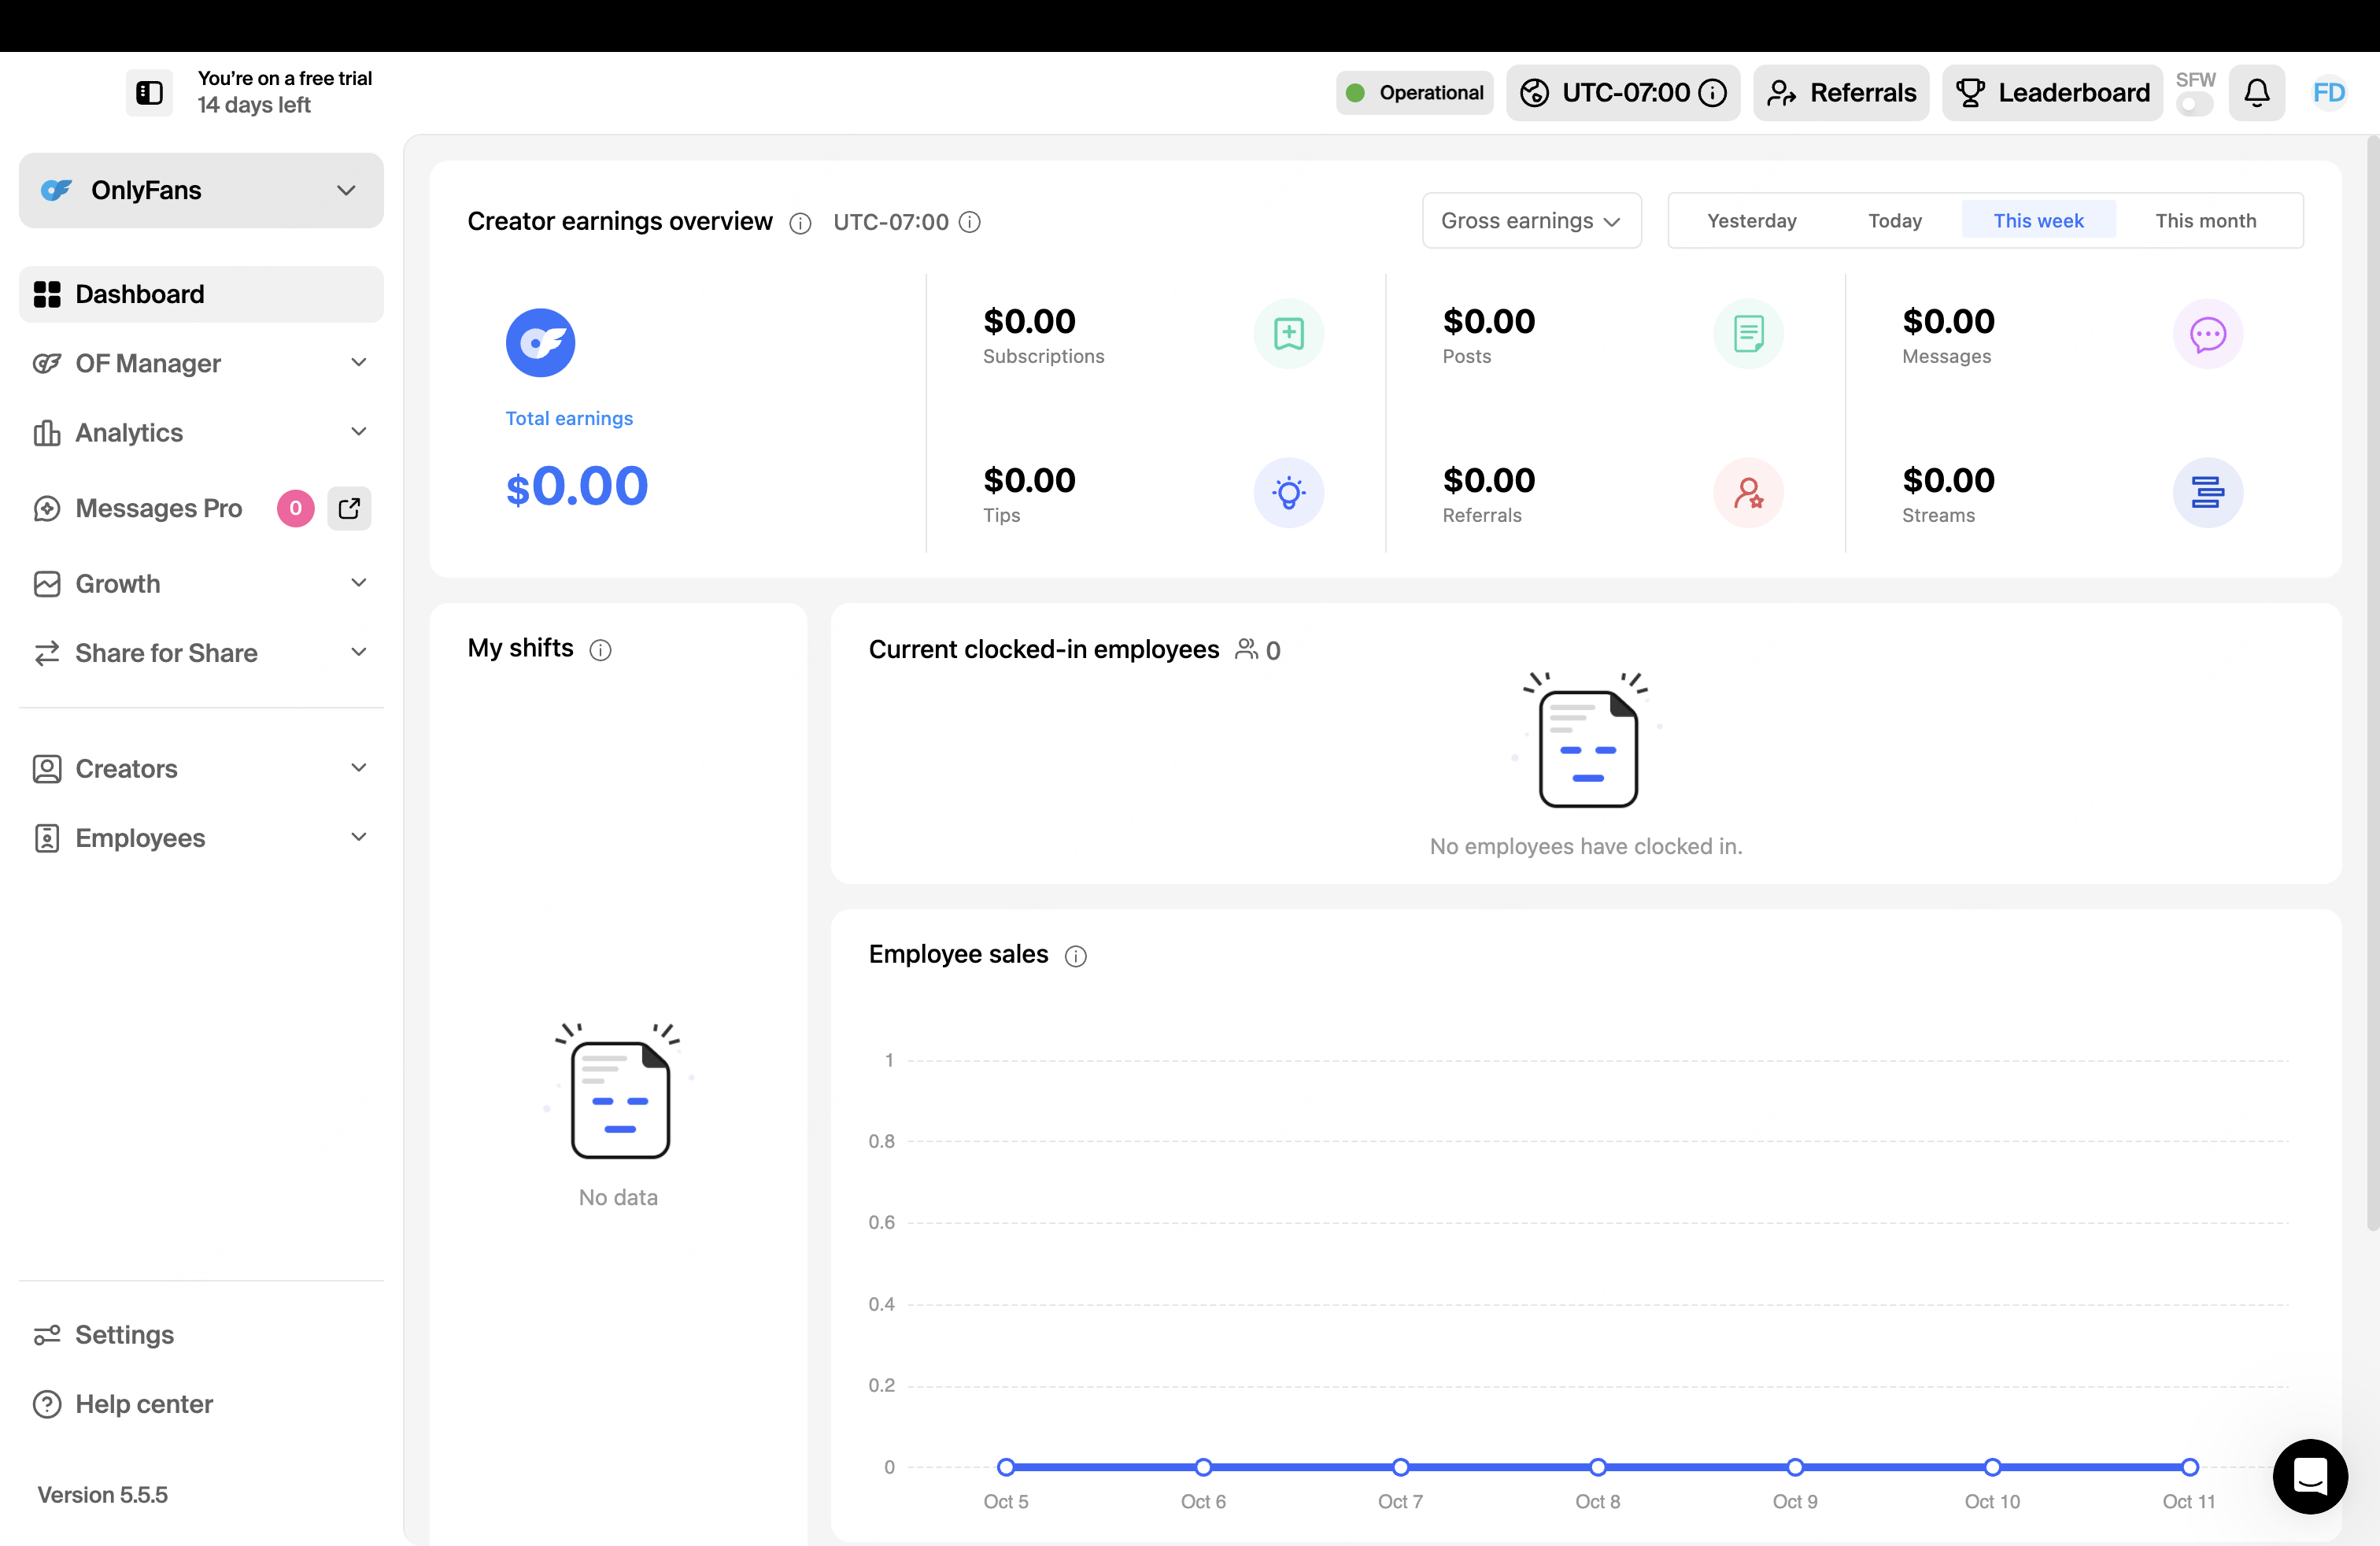 You're on a free trial
14 days left
Operational
UTC-07:00
Referrals
Leaderboard
SFW
FD
OnlyFans
Dashboard
OF Manager
Analytics
Messages Pro 0
Growth
Share for Share
Creators
Employees
Settings
Help center
Version 5.5.5
Creator earnings overview UTC-07:00
Gross earnings
Yesterday Today This week This month
Total earnings
$0.00
$0.00
Subscriptions
$0.00
Posts
$0.00
Messages
$0.00
Tips
$0.00
Referrals
$0.00
Streams
My shifts
No data
Current clocked-in employees 0
No employees have clocked in.
Employee sales
1
0.8
0.6
0.4
0.2
0
Oct 5 Oct 6 Oct 7 Oct 8 Oct 9 Oct 10 Oct 11